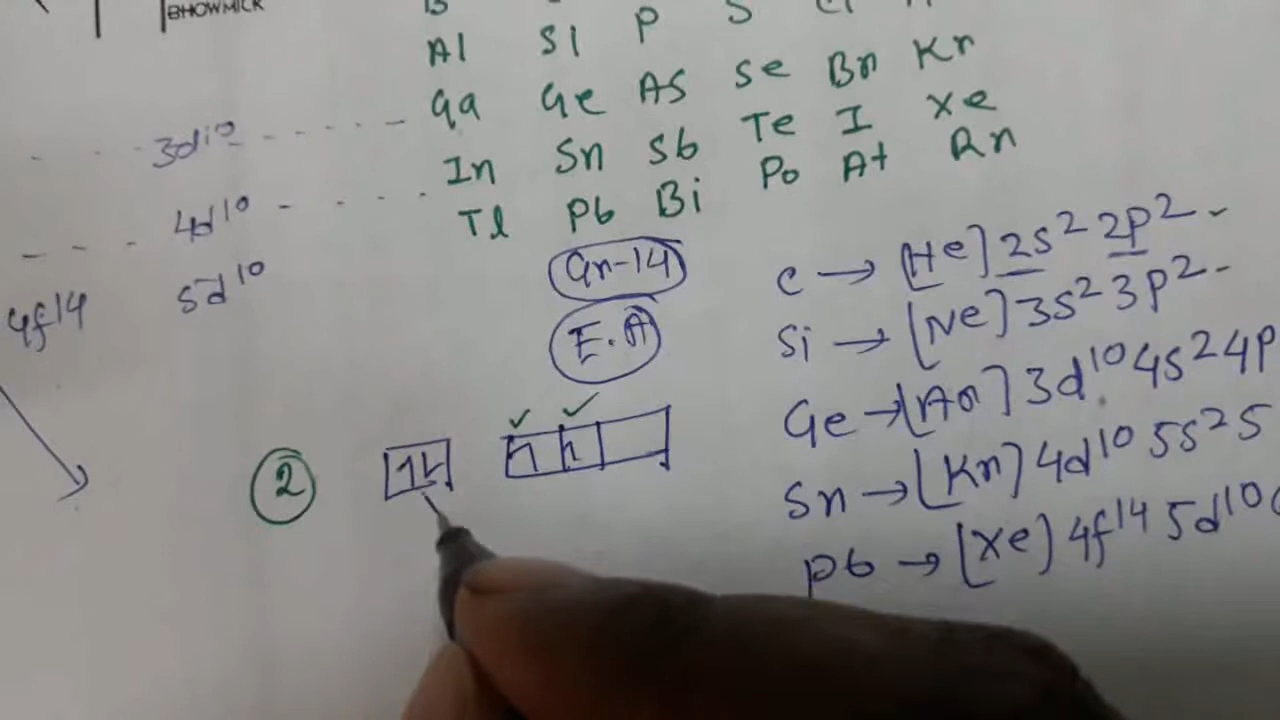 BHOWMICK
B S
Al Si P
3d10 Ga Ge As Se Br Kr
4d10 In Sn Sb Te I Xe
4f14 5d10 Tl Pb Bi Po At Rn
Gr-14
E.A
C → [He] 2s2 2p2
Si → [Ne] 3s2 3p2
Ge → [Ar] 3d10 4s2 4p
Sn → [Kr] 4d10 5s2 5
Pb → [Xe] 4f14 5d10
2